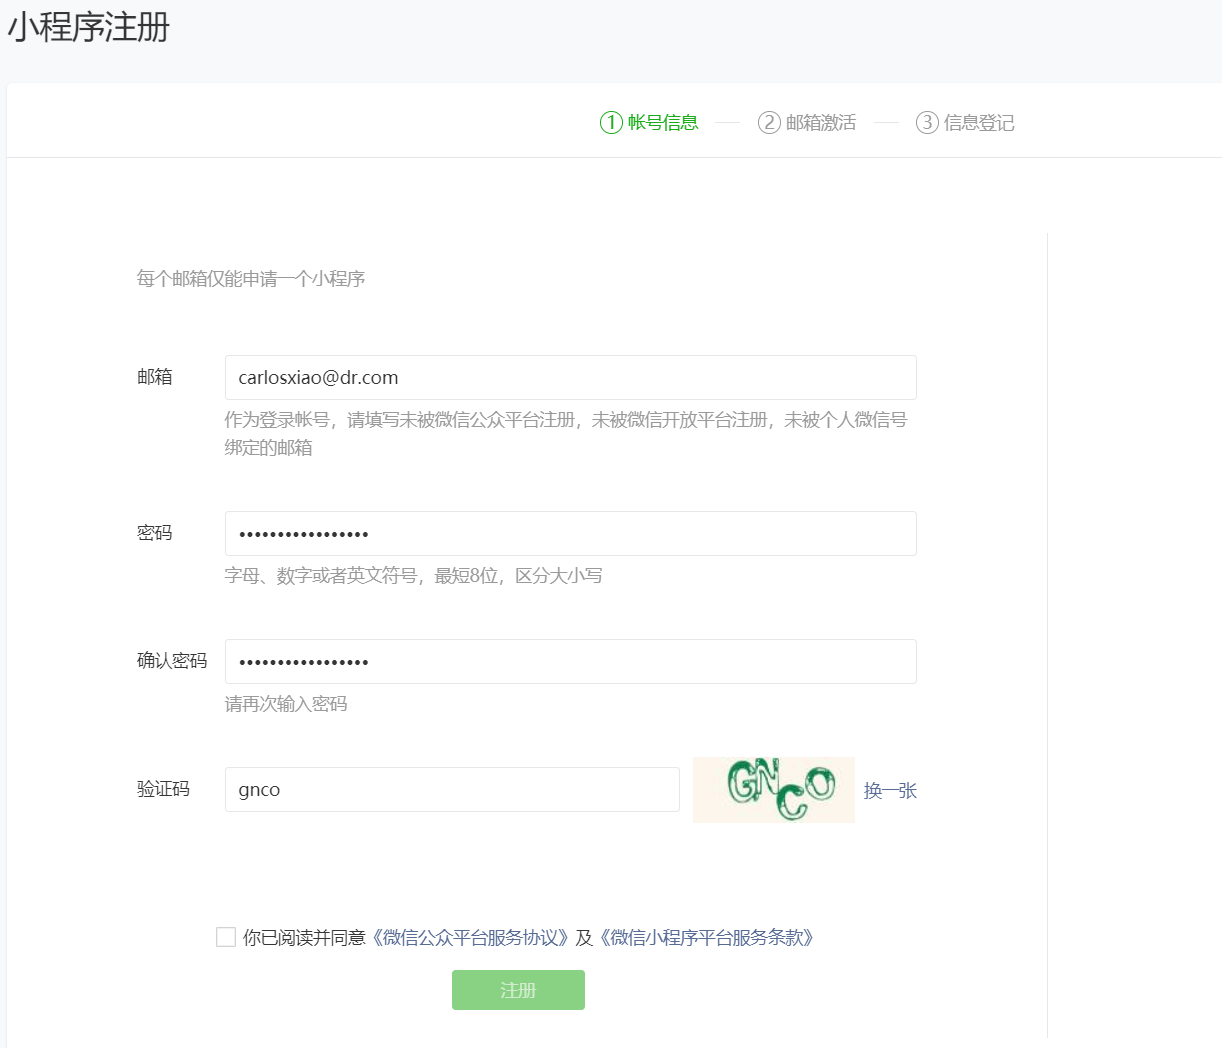 小程序注册
① 帐号信息 — ② 邮箱激活 — ③ 信息登记
每个邮箱仅能申请一个小程序
邮箱 carlosxiao@dr.com
作为登录帐号，请填写未被微信公众平台注册，未被微信开放平台注册，未被个人微信号
绑定的邮箱
密码 •••••••••••••••••
字母、数字或者英文符号，最短8位，区分大小写
确认密码 •••••••••••••••••
请再次输入密码
验证码 gnco GNCO 换一张
你已阅读并同意《微信公众平台服务协议》及《微信小程序平台服务条款》
注册